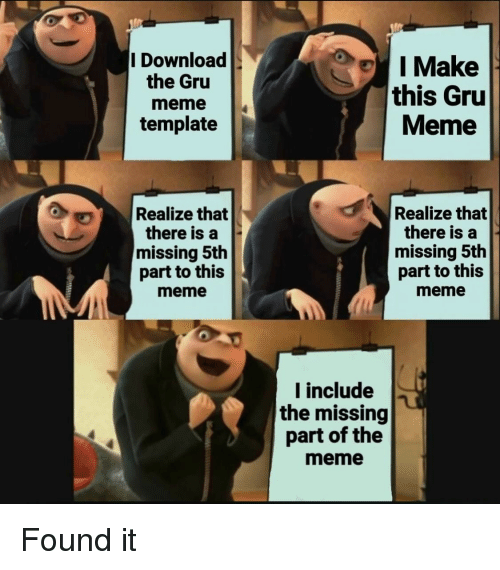 I Download
the Gru
meme
template
I Make
this Gru
Meme
Realize that
there is a
missing 5th
part to this
meme
Realize that
there is a
missing 5th
part to this
meme
I include
the missing
part of the
meme
Found it